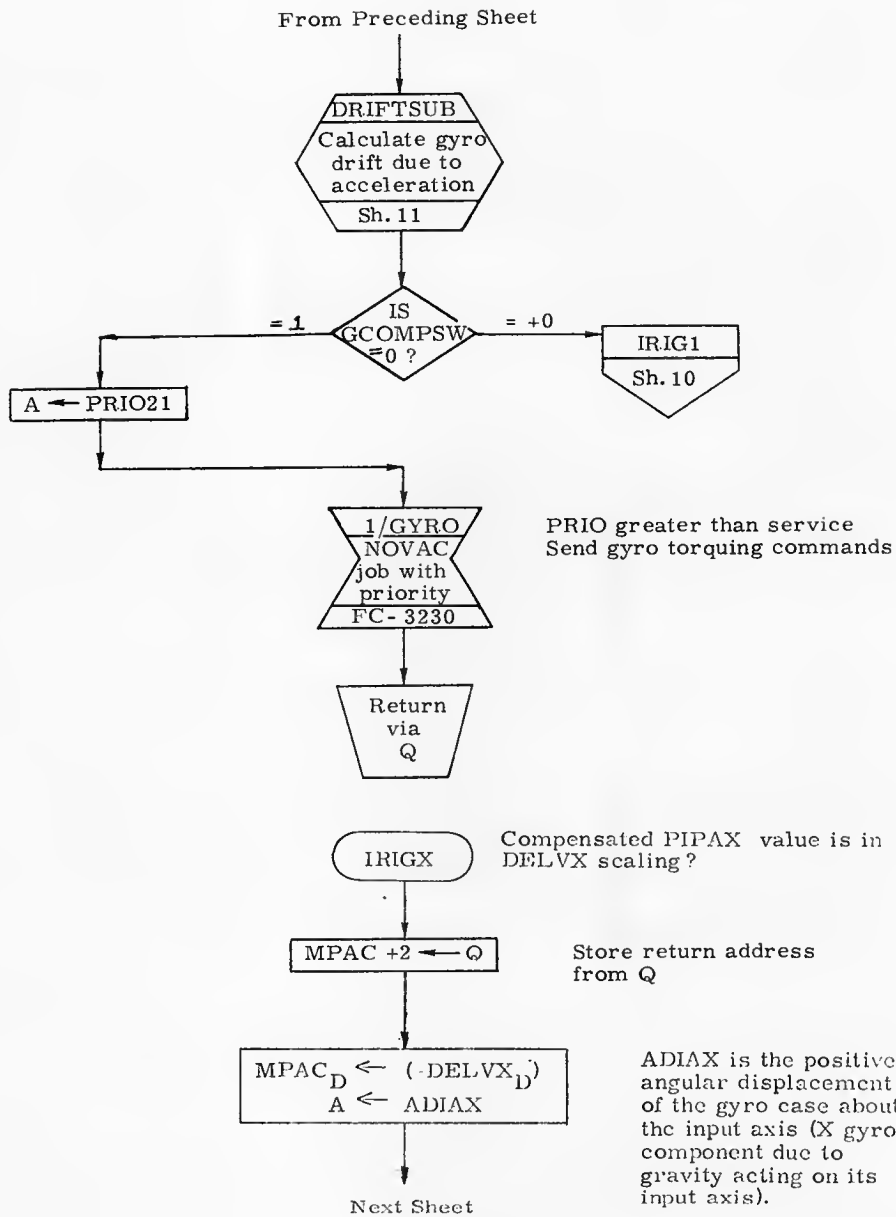 From Preceding Sheet
DRIFTSUB
Calculate gyro
drift due to
acceleration
Sh. 11
IS
GCOMPSW
=0 ?
= 1
= +0
IRIG1
Sh. 10
A ← PRIO21
1/GYRO
NOVAC
job with
priority
FC- 3230
PRIO greater than service
Send gyro torquing commands
Return
via
Q
IRIGX
Compensated PIPAX value is in
DELVX scaling?
MPAC +2 ← Q
Store return address
from Q
MPAC_D ← (-DELVX_D)
A ← ADIAX
ADIAX is the positive
angular displacement
of the gyro case about
the input axis (X gyro
component due to
gravity acting on its
input axis).
Next Sheet